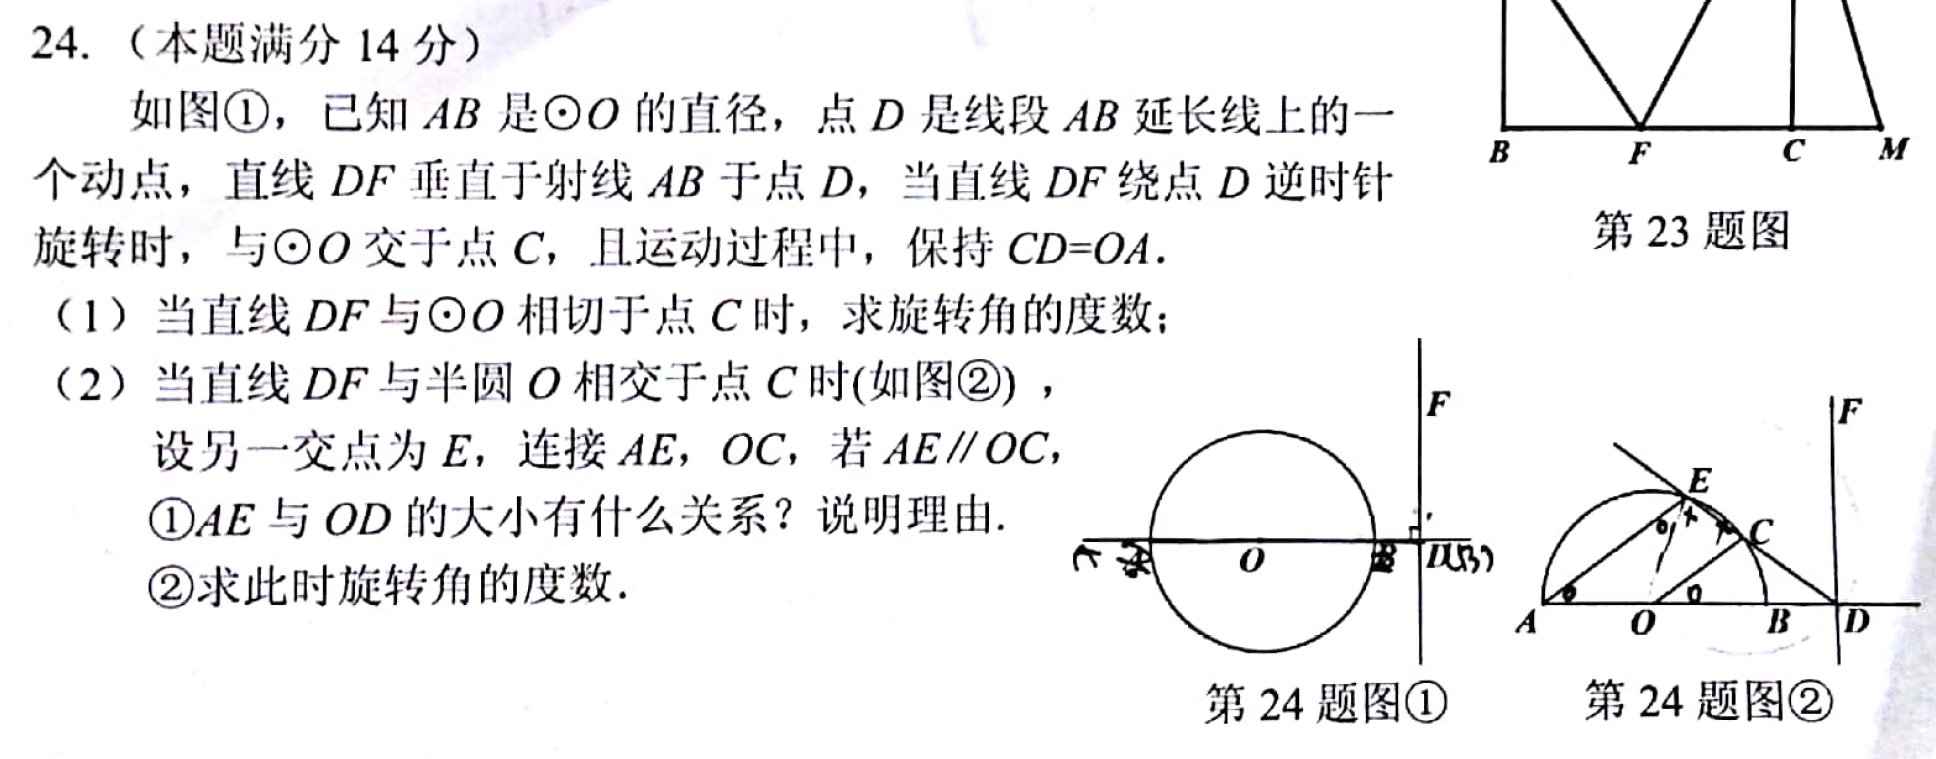 24.（本题满分 14 分）
如图①，已知 AB 是⊙O 的直径，点 D 是线段 AB 延长线上的一
个动点，直线 DF 垂直于射线 AB 于点 D，当直线 DF 绕点 D 逆时针
旋转时，与⊙O 交于点 C，且运动过程中，保持 CD=OA.
（1）当直线 DF 与⊙O 相切于点 C 时，求旋转角的度数；
（2）当直线 DF 与半圆 O 相交于点 C 时(如图②)，
设另一交点为 E，连接 AE，OC，若 AE∥OC，
①AE 与 OD 的大小有什么关系？说明理由.
②求此时旋转角的度数.
B F C M
第 23 题图
F
O
第 24 题图①
F
E
C
A O B D
第 24 题图②